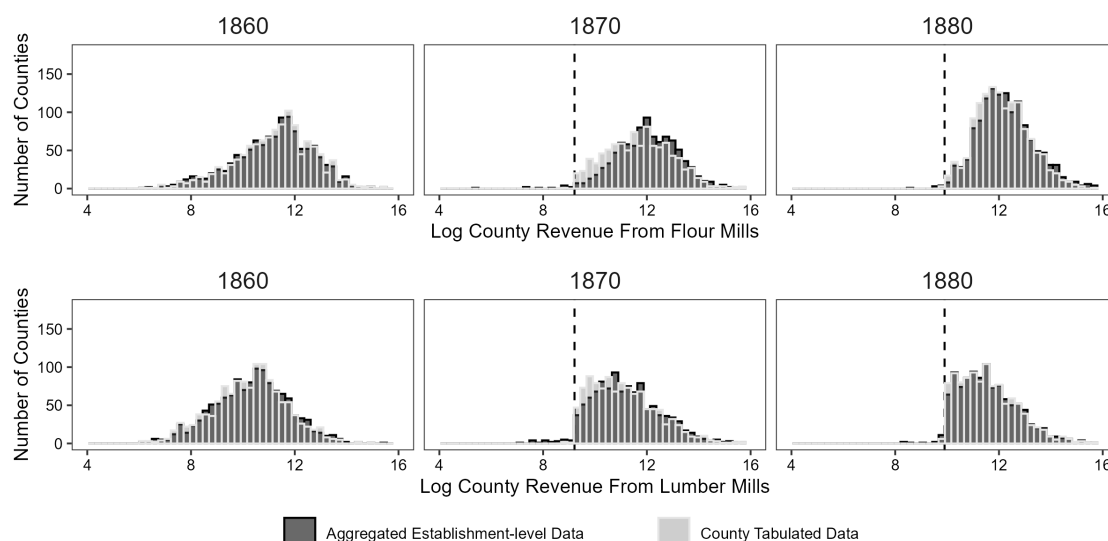 1860 1870 1880
Number of Counties
150
100
50
0
4 8 12 16 4 8 12 16 4 8 12 16
Log County Revenue From Flour Mills
1860 1870 1880
Number of Counties
150
100
50
0
4 8 12 16 4 8 12 16 4 8 12 16
Log County Revenue From Lumber Mills
Aggregated Establishment-level Data County Tabulated Data